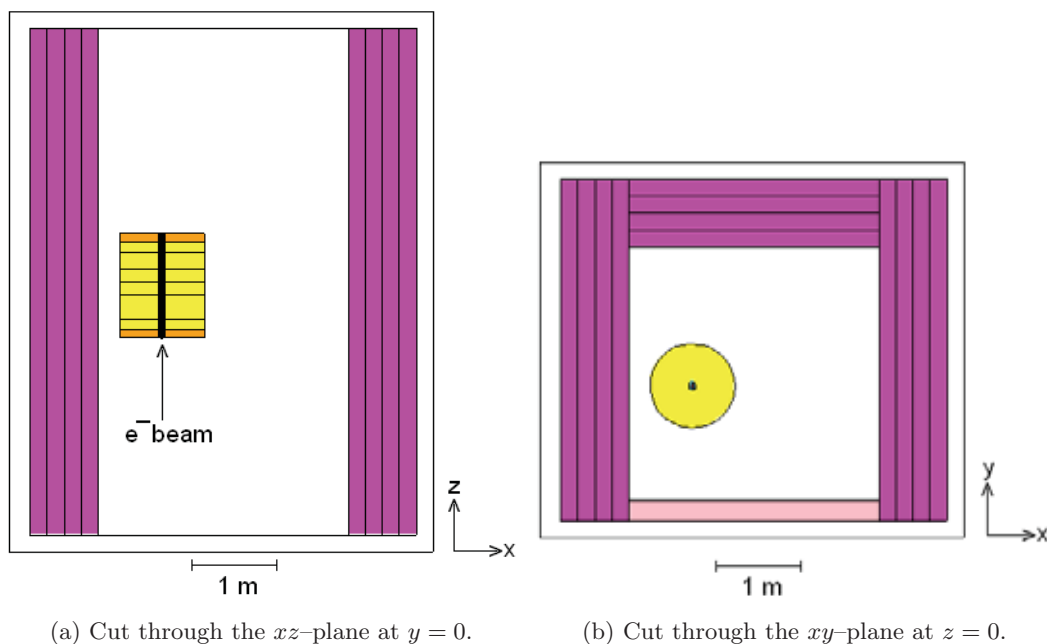 e⁻beam
z
x
1 m
(a) Cut through the xz–plane at y = 0.
y
x
1 m
(b) Cut through the xy–plane at z = 0.